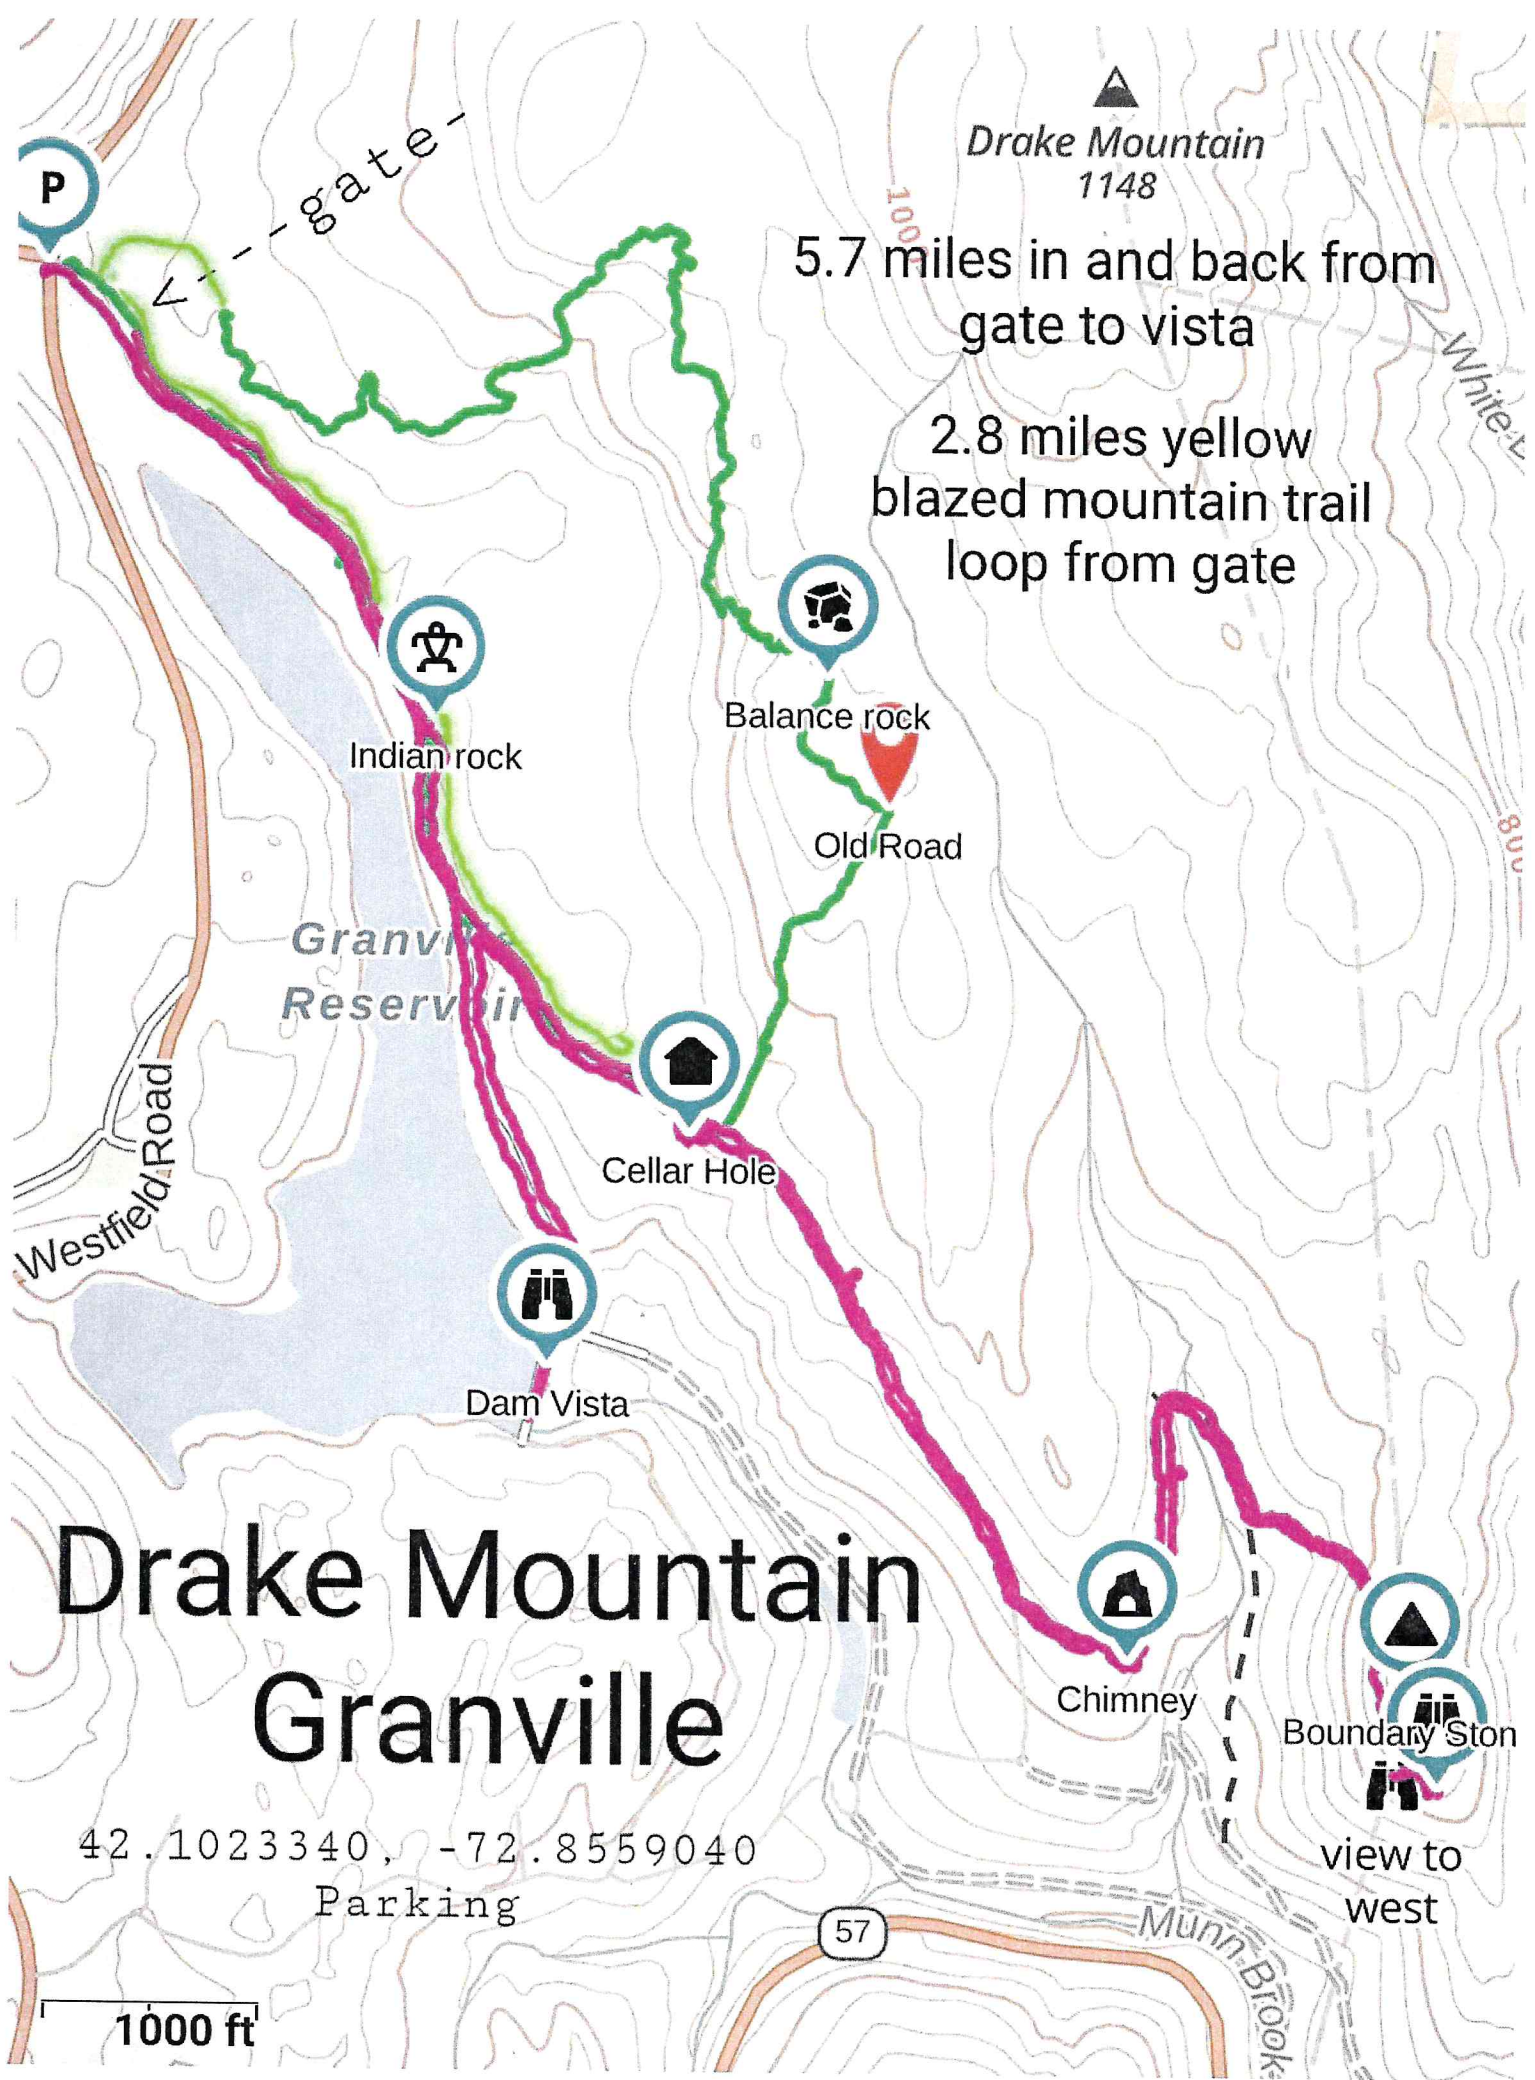 P
<---gate-
Drake Mountain
1148
1000
5.7 miles in and back from
gate to vista
2.8 miles yellow
blazed mountain trail
loop from gate
Balance rock
Indian rock
Old Road
800
Reservoir
Westfield Road
Cellar Hole
Dam Vista
Drake Mountain
Granville
Chimney
Boundary Ston
view to
west
42.1023340, -72.8559040
Parking
57
Munn Brook
1000 ft